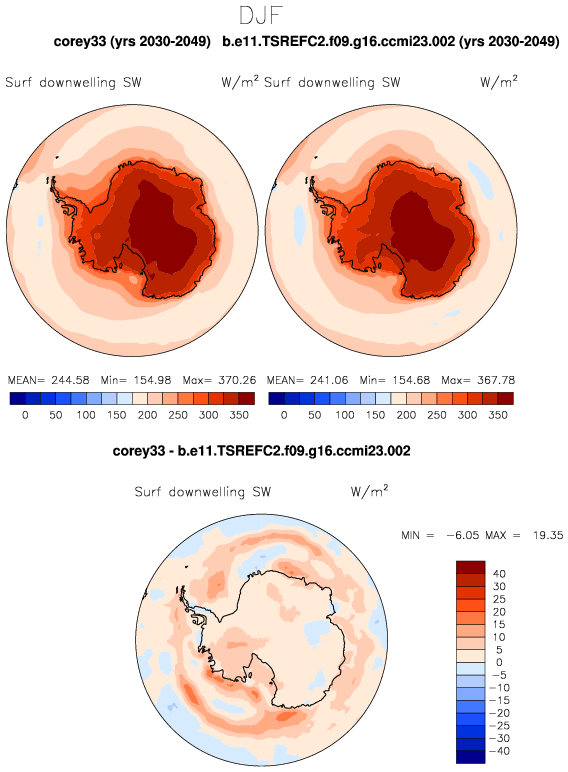 DJF
corey33 (yrs 2030-2049) b.e11.TSREFC2.f09.g16.ccmi23.002 (yrs 2030-2049)
Surf downwelling SW W/m² Surf downwelling SW W/m²
MEAN= 244.58 Min= 154.98 Max= 370.26 MEAN= 241.06 Min= 154.68 Max= 367.78
0 50 100 150 200 250 300 350 0 50 100 150 200 250 300 350
corey33 - b.e11.TSREFC2.f09.g16.ccmi23.002
Surf downwelling SW W/m²
MIN = -6.05 MAX = 19.35
40
30
25
20
15
10
5
0
-5
-10
-15
-20
-25
-30
-40